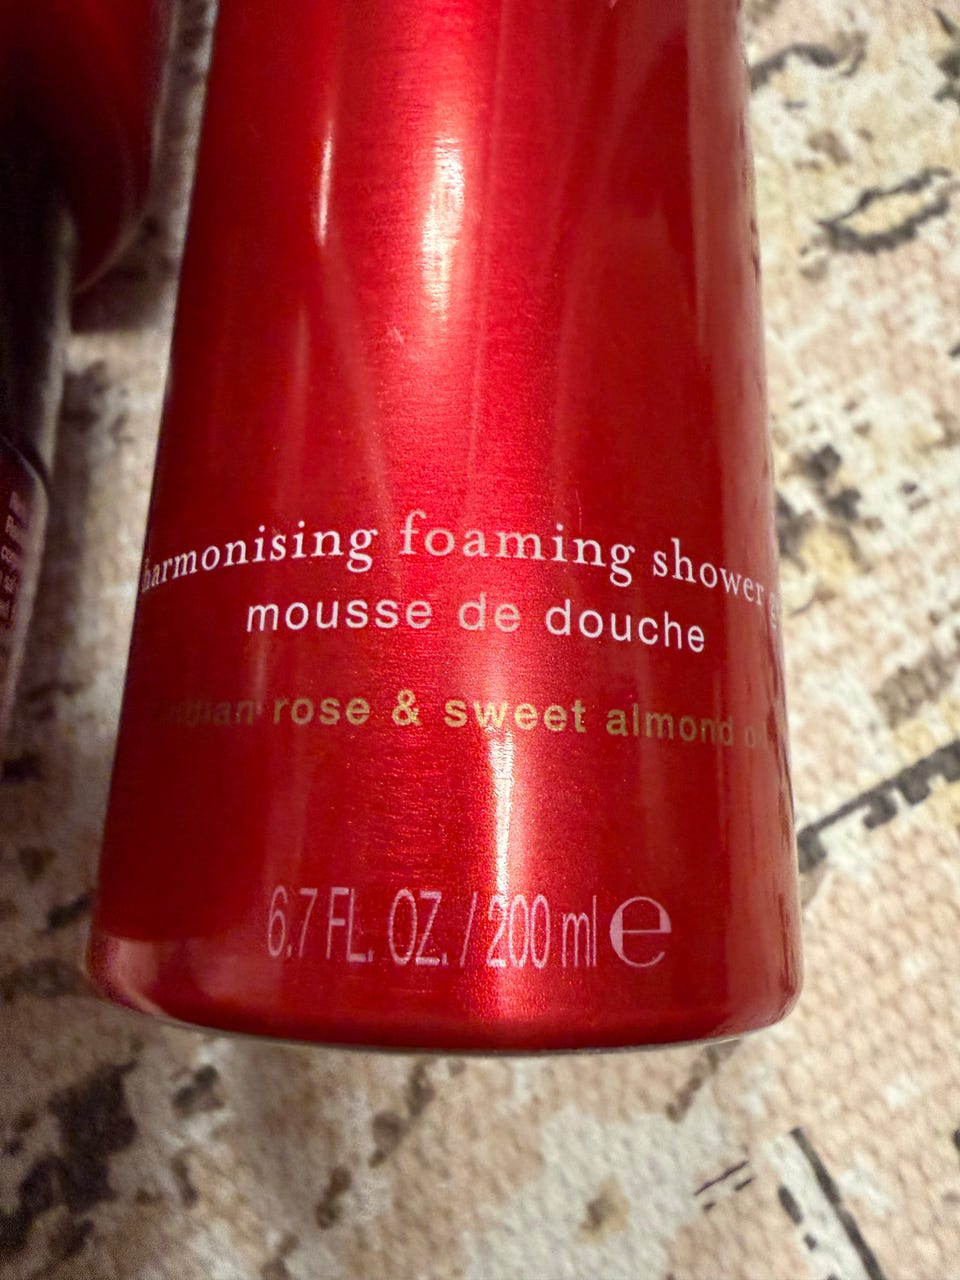 harmonising foaming shower
mousse de douche
rose & sweet almond
6.7 FL. OZ. / 200 ml e